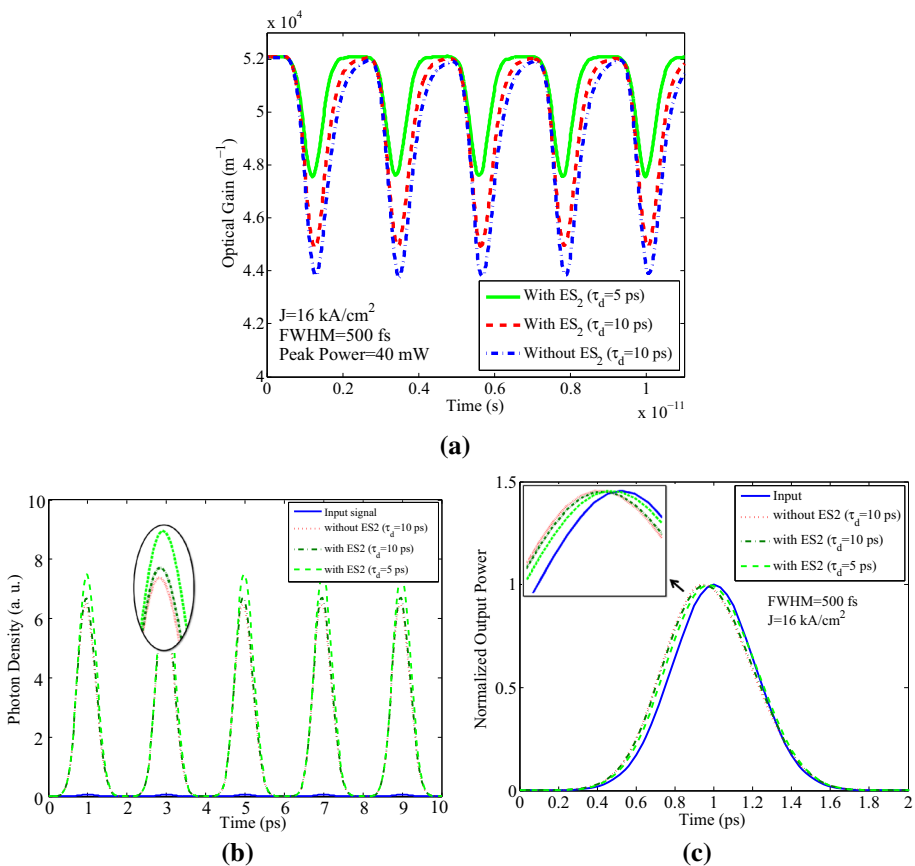 x 10⁴
5.2
5
4.8
4.6
4.4
4.2
4
Optical Gain (m⁻¹)
J=16 kA/cm²
FWHM=500 fs
Peak Power=40 mW
With ES₂ (τd=5 ps)
With ES₂ (τd=10 ps)
Without ES₂ (τd=10 ps)
0 0.2 0.4 0.6 0.8 1
Time (s)
x 10⁻¹¹
(a)
10
8
6
4
2
0
Photon Density (a. u.)
Input signal
without ES2 (τd=10 ps)
with ES2 (τd=10 ps)
with ES2 (τd=5 ps)
0 1 2 3 4 5 6 7 8 9 10
Time (ps)
(b)
1.5
1
0.5
0
Normalized Output Power
Input
without ES2 (τd=10 ps)
with ES2 (τd=10 ps)
with ES2 (τd=5 ps)
FWHM=500 fs
J=16 kA/cm²
0 0.2 0.4 0.6 0.8 1 1.2 1.4 1.6 1.8 2
Time (ps)
(c)